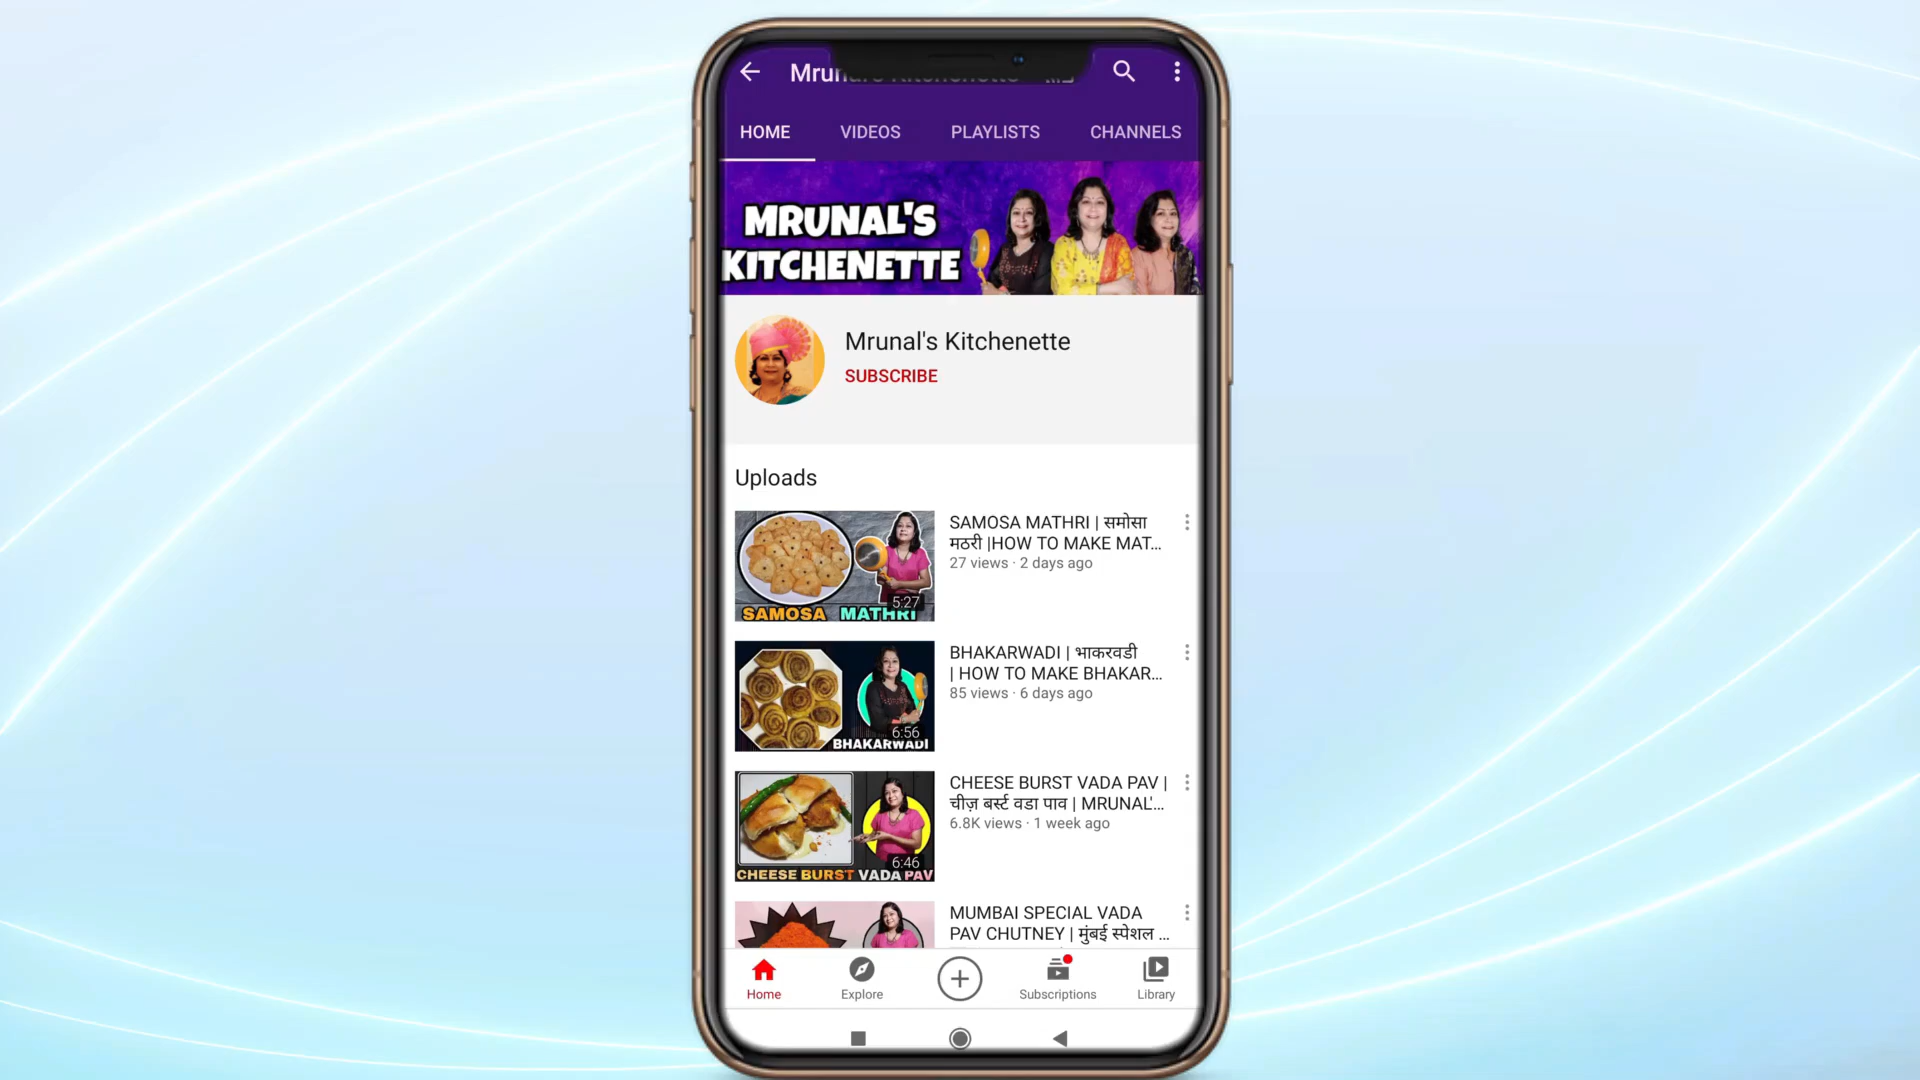 Mrun
HOME VIDEOS PLAYLISTS CHANNELS
MRUNAL'S
KITCHENETTE
Mrunal's Kitchenette
SUBSCRIBE
Uploads
SAMOSA MATHRI | समोसा
मठरी |HOW TO MAKE MAT...
27 views · 2 days ago
5:27
SAMOSA MATHRI
BHAKARWADI | भाकरवडी
| HOW TO MAKE BHAKAR...
85 views · 6 days ago
6:56
BHAKARWADI
CHEESE BURST VADA PAV |
चीज़ बर्स्ट वडा पाव | MRUNAL'...
6.8K views · 1 week ago
6:46
CHEESE BURST VADA PAV
MUMBAI SPECIAL VADA
PAV CHUTNEY | मुंबई स्पेशल ...
Home Explore Subscriptions Library